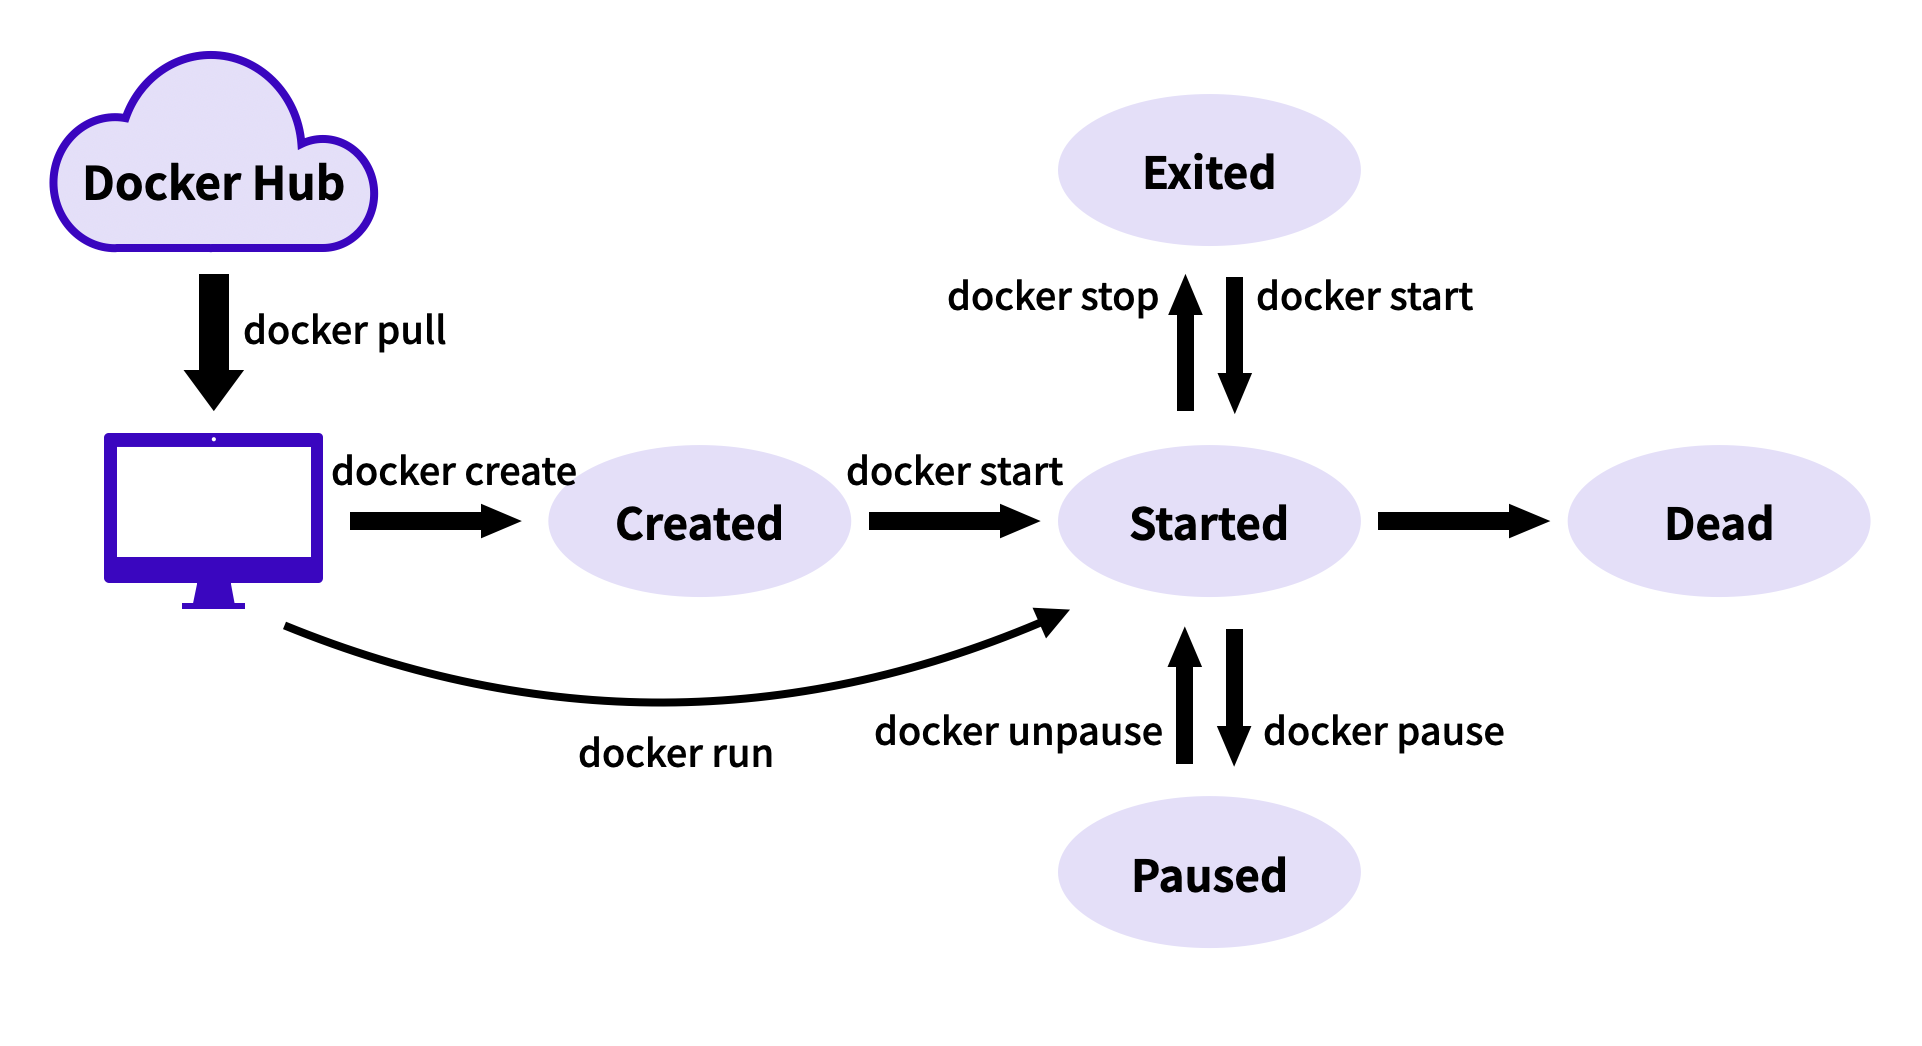 Docker Hub
docker pull
docker create
Created
docker start
Started
Dead
Exited
docker stop
docker start
docker run
docker unpause
docker pause
Paused